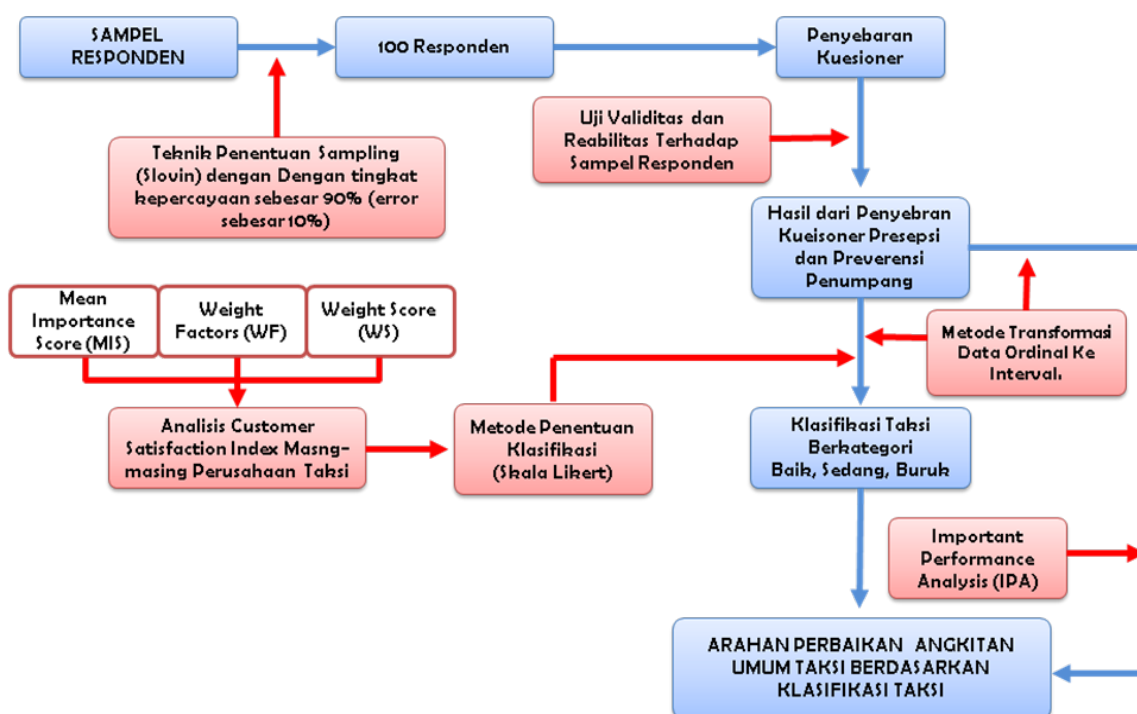 SAMPEL
RESPONDEN
100 Responden
Penyebaran
Kuesioner
Uji Validitas dan
Reabilitas Terhadap
Sampel Responden
Teknik Penentuan Sampling
(Slovin) dengan Dengan tingkat
kepercayaan sebesar 90% (error
sebesar 10%)
Hasil dari Penyebran
Kueisoner Presepsi
dan Preverensi
Penumpang
Mean
Importance
Score (MIS)
Weight
Factors (WF)
Weight Score
(WS)
Metode Transformasi
Data Ordinal Ke
Interval.
Analisis Customer
Satisfaction Index Masng-
masing Perusahaan Taksi
Metode Penentuan
Klasifikasi
(Skala Likert)
Klasifikasi Taksi
Berkategori
Baik, Sedang, Buruk
Important
Performance
Analysis (IPA)
ARAHAN PERBAIKAN ANGKITAN
UMUM TAKSI BERDASARKAN
KLASIFIKASI TAKSI